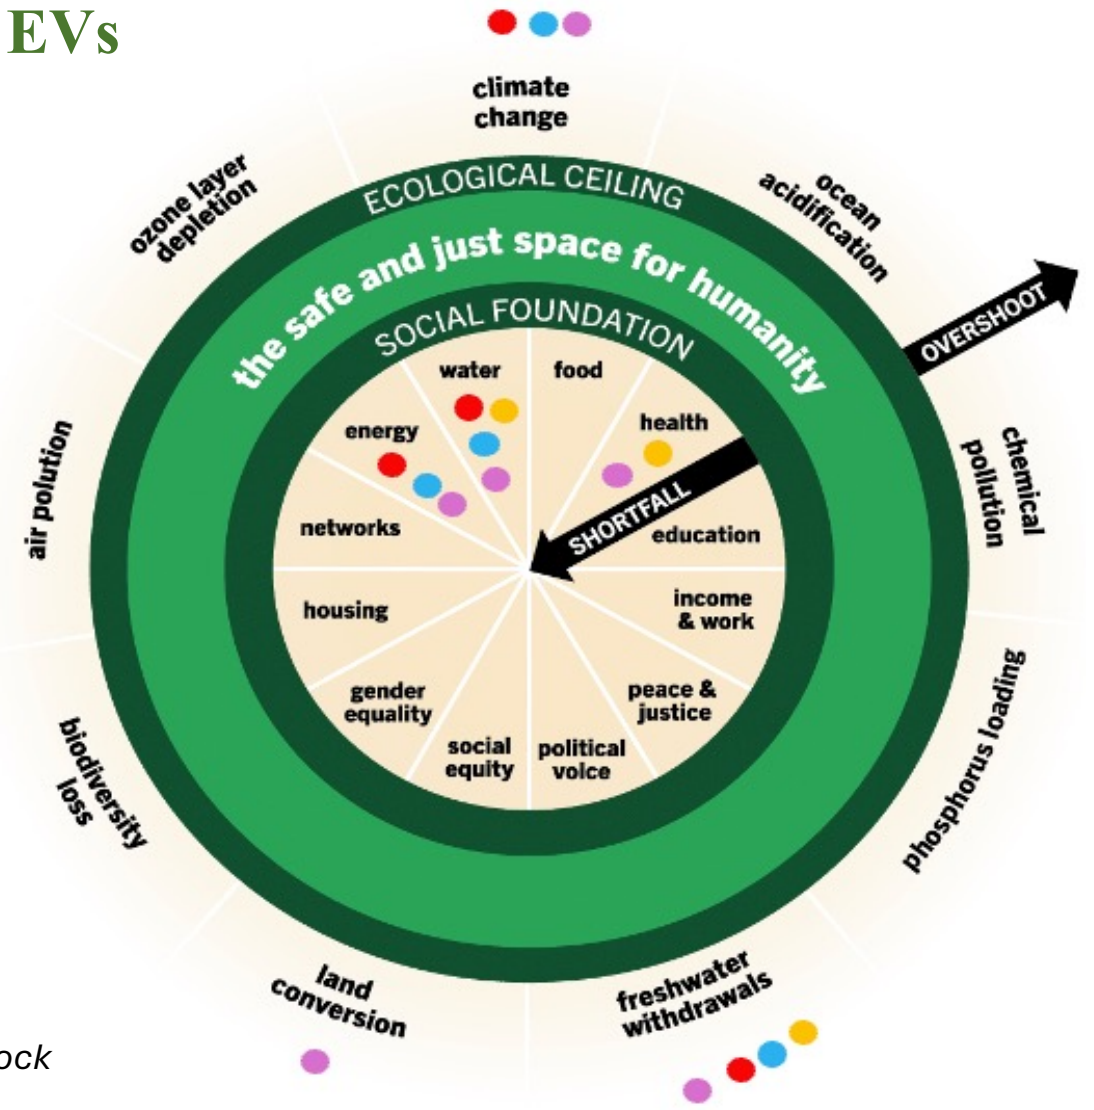 EVs
climate
change
ozone layer
depletion
ocean
acidification
ECOLOGICAL CEILING
the safe and just space for humanity
SOCIAL FOUNDATION
OVERSHOOT
water
food
energy
health
air polution
chemical
pollution
SHORTFALL
networks
education
housing
income
& work
gender
equality
peace &
justice
social
equity
political
voice
biodiversity
loss
phosphorus loading
land
conversion
freshwater
withdrawals
ock